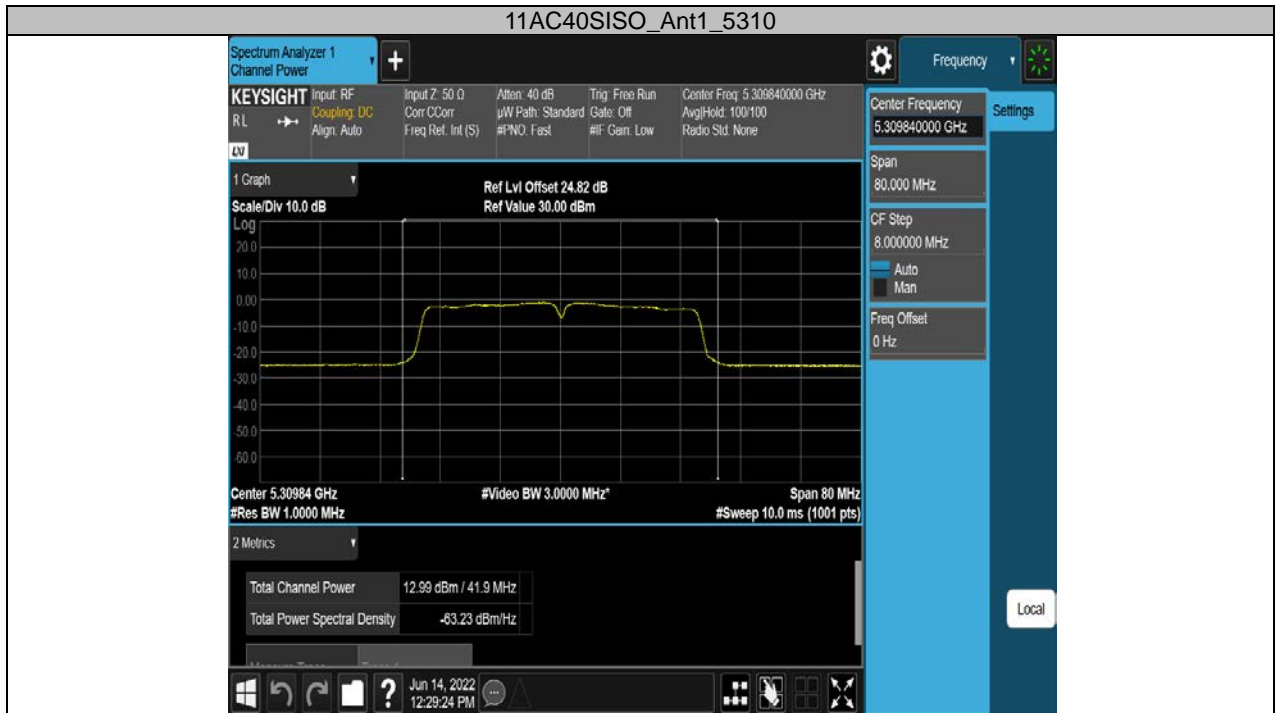 11AC40SISO_Ant1_5310
Spectrum Analyzer 1
Channel Power
+
Frequency
KEYSIGHT
RL
LXI
Input: RF
Coupling: DC
Align: Auto
Input Z: 50 Ω
Corr CCorr
Freq Ref: Int (S)
Atten: 40 dB
µW Path: Standard
#PNO: Fast
Trig: Free Run
Gate: Off
#IF Gain: Low
Center Freq: 5.309840000 GHz
Avg|Hold: 100/100
Radio Std: None
Center Frequency
5.309840000 GHz
Settings
Span
80.000 MHz
CF Step
8.000000 MHz
Auto
Man
Freq Offset
0 Hz
1 Graph
Scale/Div 10.0 dB
Ref Lvl Offset 24.82 dB
Ref Value 30.00 dBm
Log
20.0
10.0
0.00
-10.0
-20.0
-30.0
-40.0
-50.0
-60.0
Center 5.30984 GHz
#Res BW 1.0000 MHz
#Video BW 3.0000 MHz*
Span 80 MHz
#Sweep 10.0 ms (1001 pts)
2 Metrics
Total Channel Power 12.99 dBm / 41.9 MHz
Total Power Spectral Density -63.23 dBm/Hz
Local
?
Jun 14, 2022
12:29:24 PM